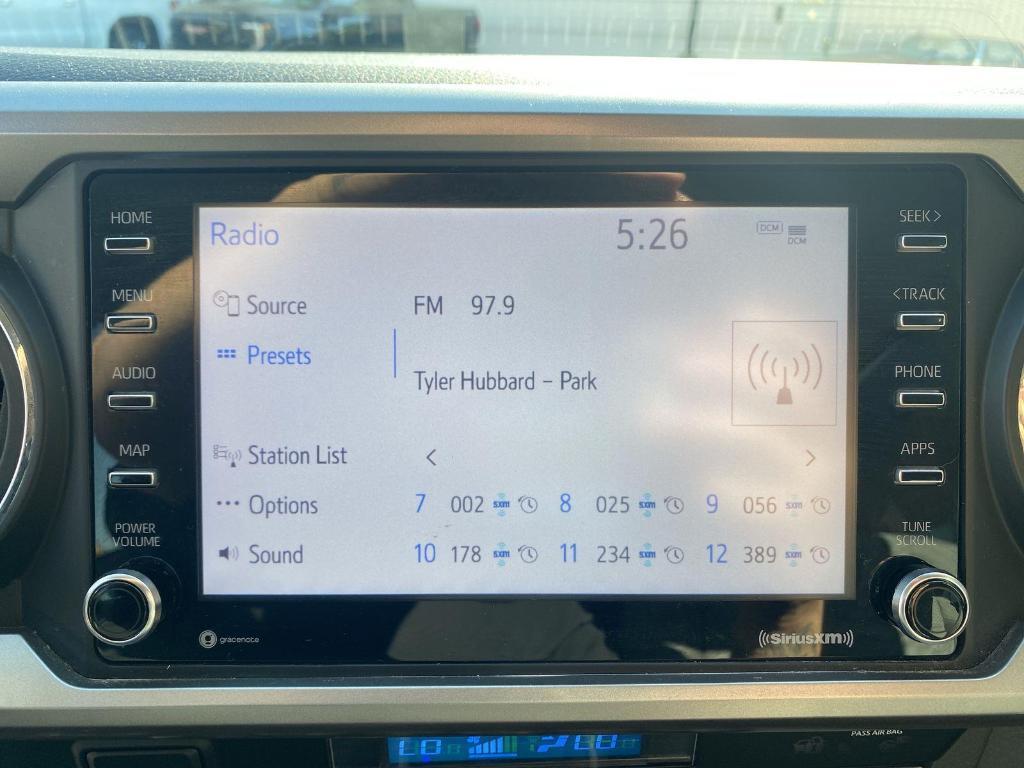 HOME
MENU
AUDIO
MAP
POWER
VOLUME
Radio 5:26 DCM DCM
Source FM 97.9
Presets
Tyler Hubbard – Park
Station List < >
Options 7 002 sxm 8 025 sxm 9 056 sxm
Sound 10 178 sxm 11 234 sxm 12 389 sxm
SEEK >
< TRACK
PHONE
APPS
TUNE
SCROLL
gracenote
((SiriusXM))
LO LO
PASS AIR BAG